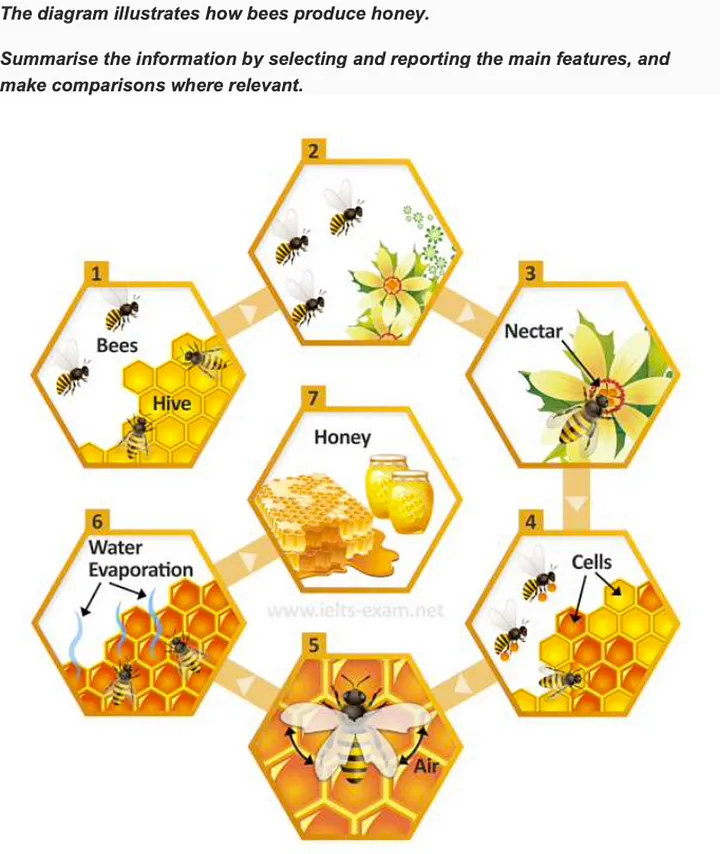 The diagram illustrates how bees produce honey.
Summarise the information by selecting and reporting the main features, and
make comparisons where relevant.
1
Bees
Hive
2
3
Nectar
4
Cells
5
Air
6
Water
Evaporation
7
Honey
www.ielts-exam.net